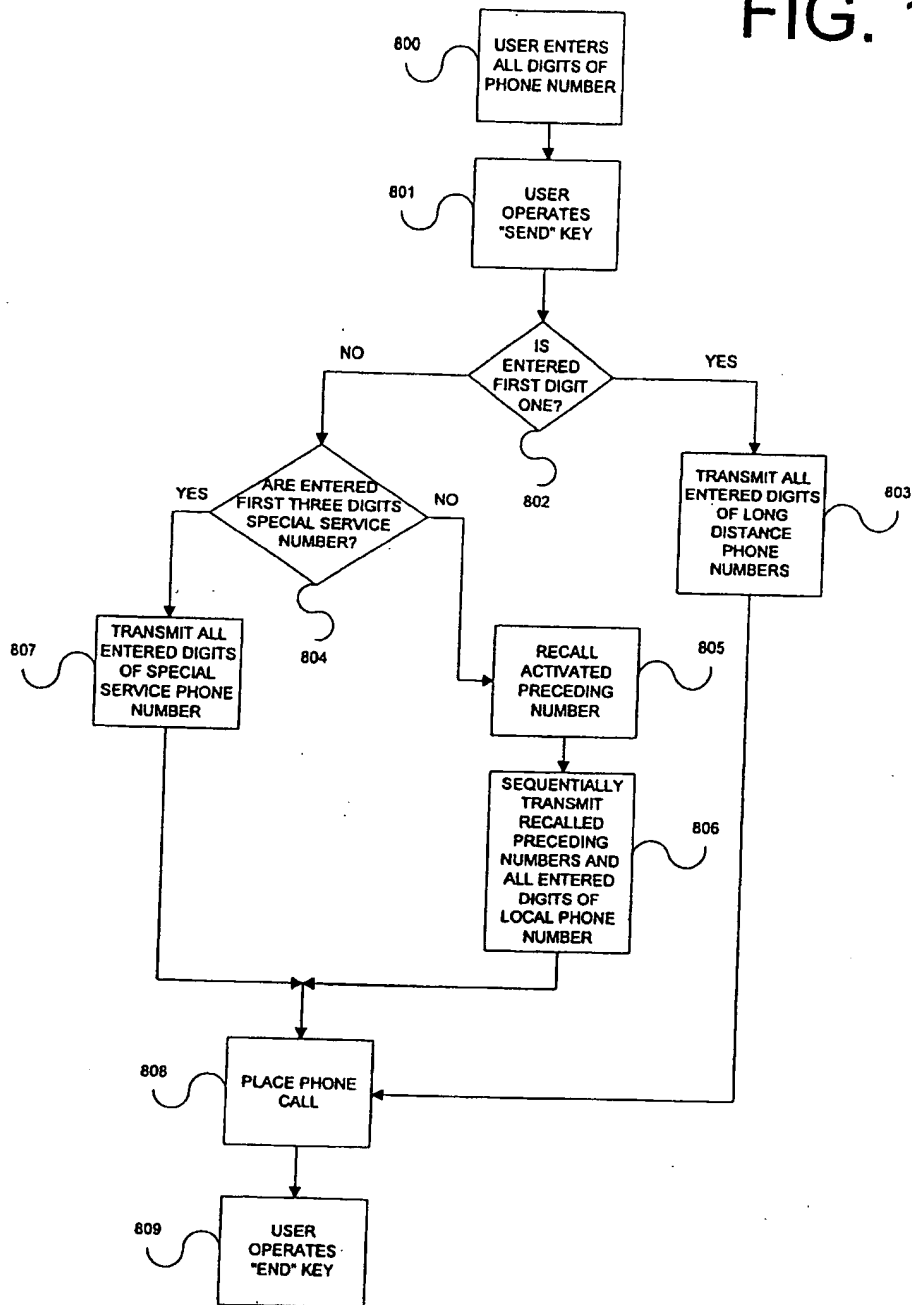 FIG. 1
800
USER ENTERS
ALL DIGITS OF
PHONE NUMBER
801
USER
OPERATES
"SEND" KEY
NO
IS
ENTERED
FIRST DIGIT
ONE?
YES
802
YES
ARE ENTERED
FIRST THREE DIGITS
SPECIAL SERVICE
NUMBER?
NO
804
TRANSMIT ALL
ENTERED DIGITS
OF LONG
DISTANCE
PHONE
NUMBERS
803
807
TRANSMIT ALL
ENTERED DIGITS
OF SPECIAL
SERVICE PHONE
NUMBER
RECALL
ACTIVATED
PRECEDING
NUMBER
805
SEQUENTIALLY
TRANSMIT
RECALLED
PRECEDING
NUMBERS AND
ALL ENTERED
DIGITS OF
LOCAL PHONE
NUMBER
806
808
PLACE PHONE
CALL
809
USER
OPERATES
"END" KEY